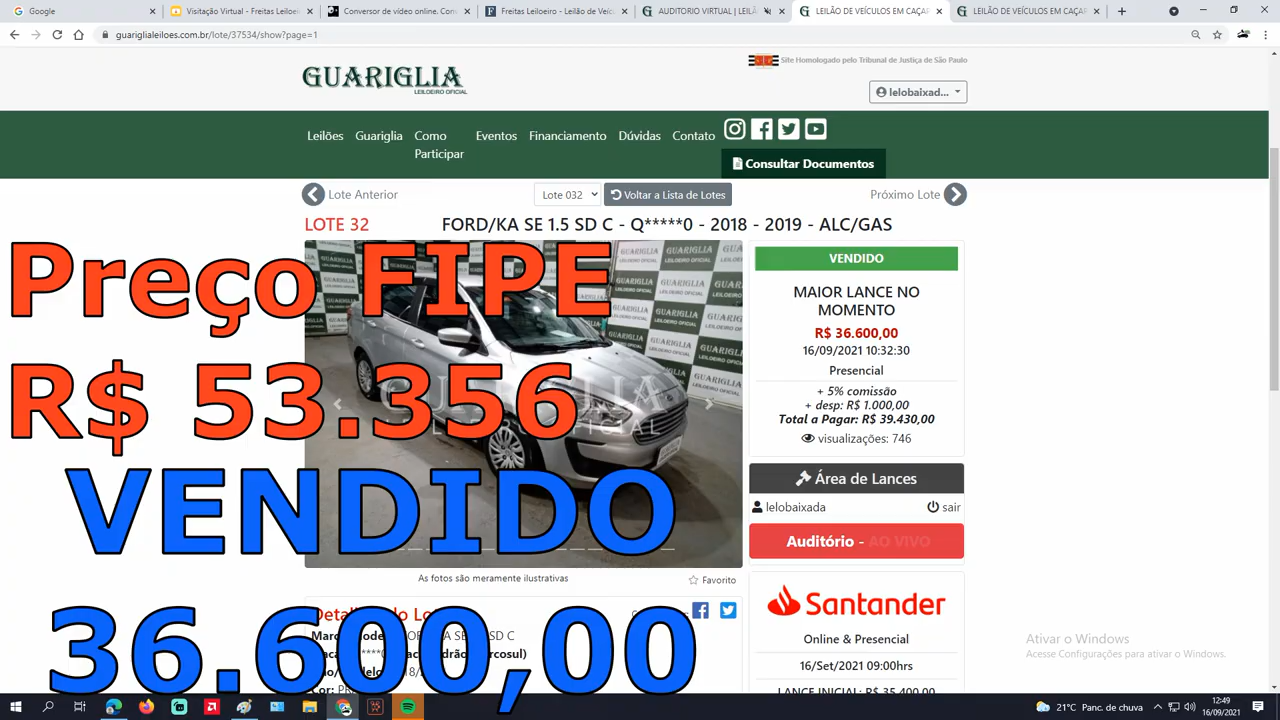 Google
Visitação Virtual - Freitas Leiloei
Conversor de vídeo online. Conv
Freitas Leiloeiro - Leilão de Veíc
AUDITORIO VIRTUAL | LEILÃO
LEILÃO DE VEÍCULOS EM CAÇAP
LEILÃO DE VEÍCULOS EM CAÇAP
guariglialeiloes.com.br/lote/37534/show?page=1
GUARIGLIA
LEILOEIRO OFICIAL
Site Homologado pelo Tribunal de Justiça de São Paulo
lelobaixad...
Leilões
Guariglia
Como Participar
Eventos
Financiamento
Dúvidas
Contato
Consultar Documentos
Lote Anterior
Lote 032
Voltar a Lista de Lotes
Próximo Lote
LOTE 32
FORD/KA SE 1.5 SD C - Q*****0 - 2018 - 2019 - ALC/GAS
Preço FIPE
R$ 53.356
VENDIDO
36.600,00
VENDIDO
MAIOR LANCE NO
MOMENTO
R$ 36.600,00
16/09/2021 10:32:30
Presencial
+ 5% comissão
+ desp: R$ 1.000,00
Total a Pagar: R$ 39.430,00
visualizações: 746
Área de Lances
lelobaixada
sair
Auditório - AO VIVO
As fotos são meramente ilustrativas
Favorito
Santander
Online & Presencial
16/Set/2021 09:00hrs
LANCE INICIAL: R$ 35.400,00
Ativar o Windows
Acesse Configurações para ativar o Windows.
21°C Panc. de chuva
12:49
16/09/2021